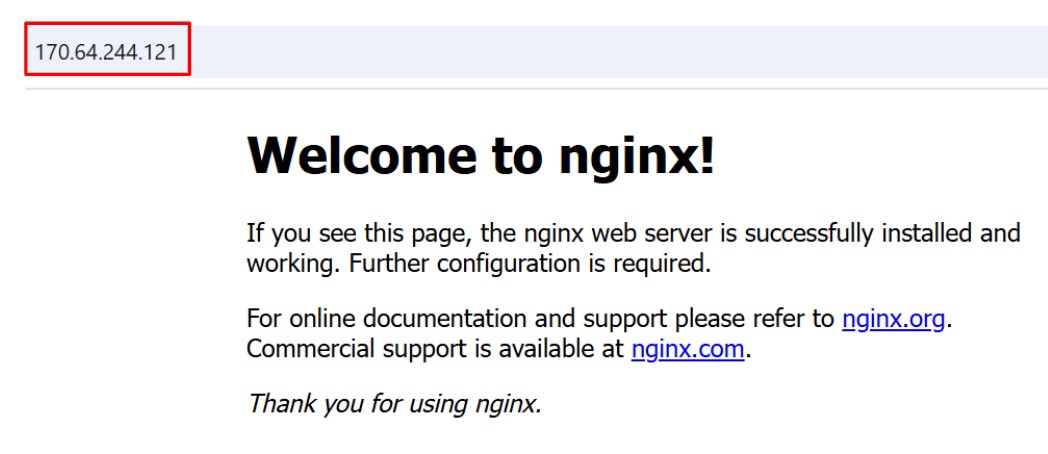 170.64.244.121
Welcome to nginx!
If you see this page, the nginx web server is successfully installed and
working. Further configuration is required.
For online documentation and support please refer to nginx.org.
Commercial support is available at nginx.com.
Thank you for using nginx.